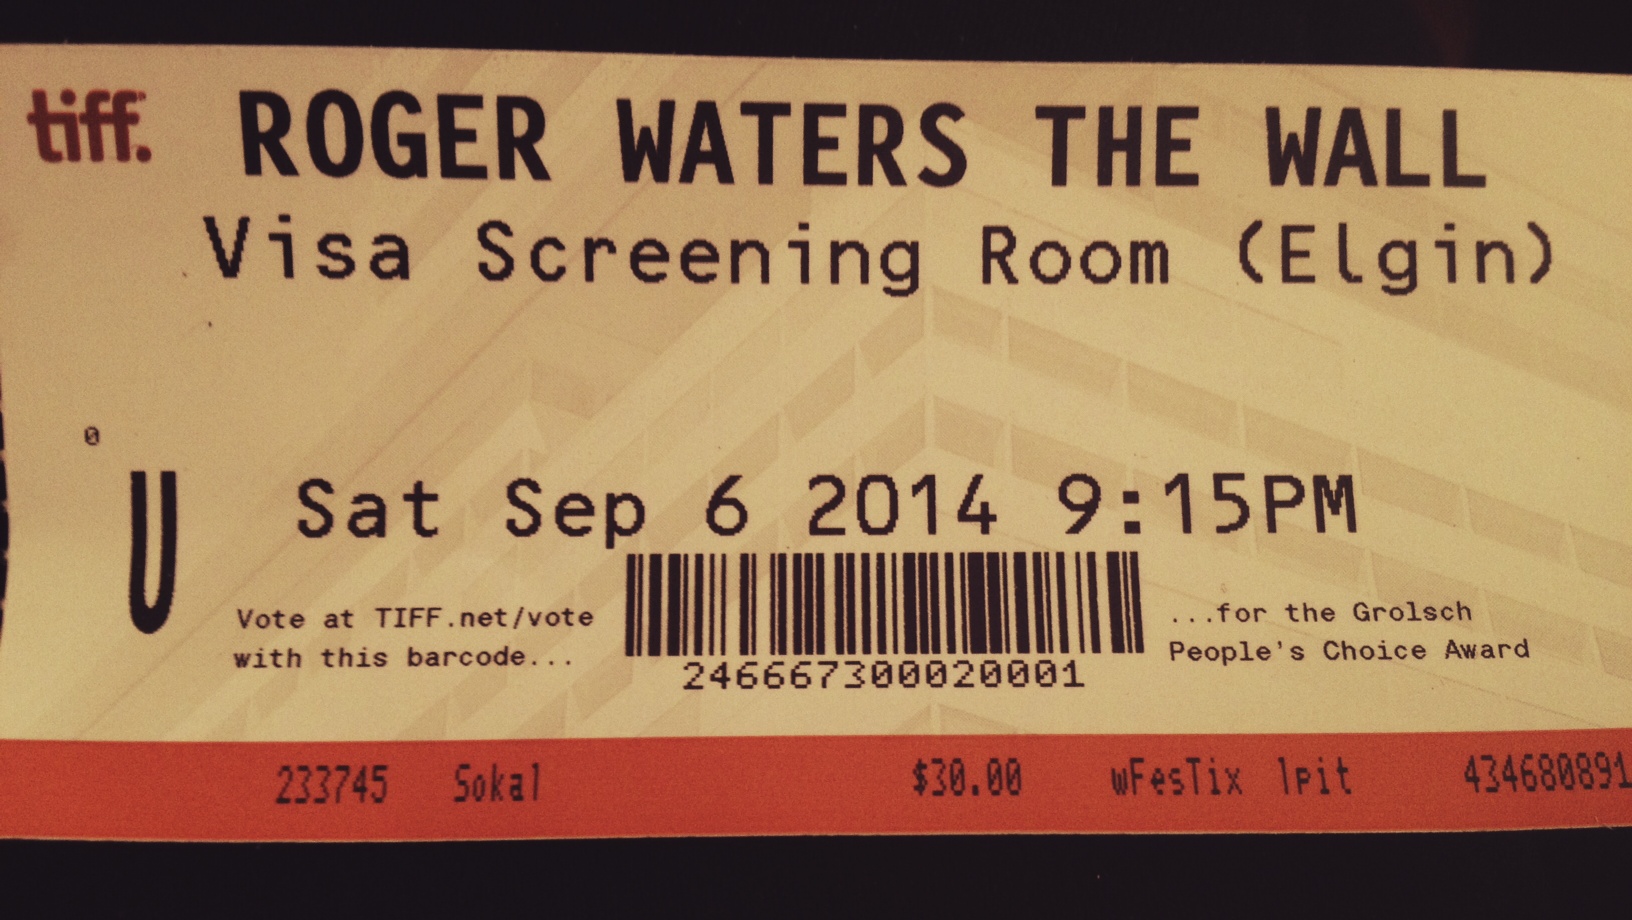 tiff.
ROGER WATERS THE WALL
Visa Screening Room (Elgin)
0
U
Sat Sep 6 2014 9:15PM
Vote at TIFF.net/vote
with this barcode...
246667300020001
...for the Grolsch
People's Choice Award
233745 Sokal $30.00 wFesTix 1pit 434680891